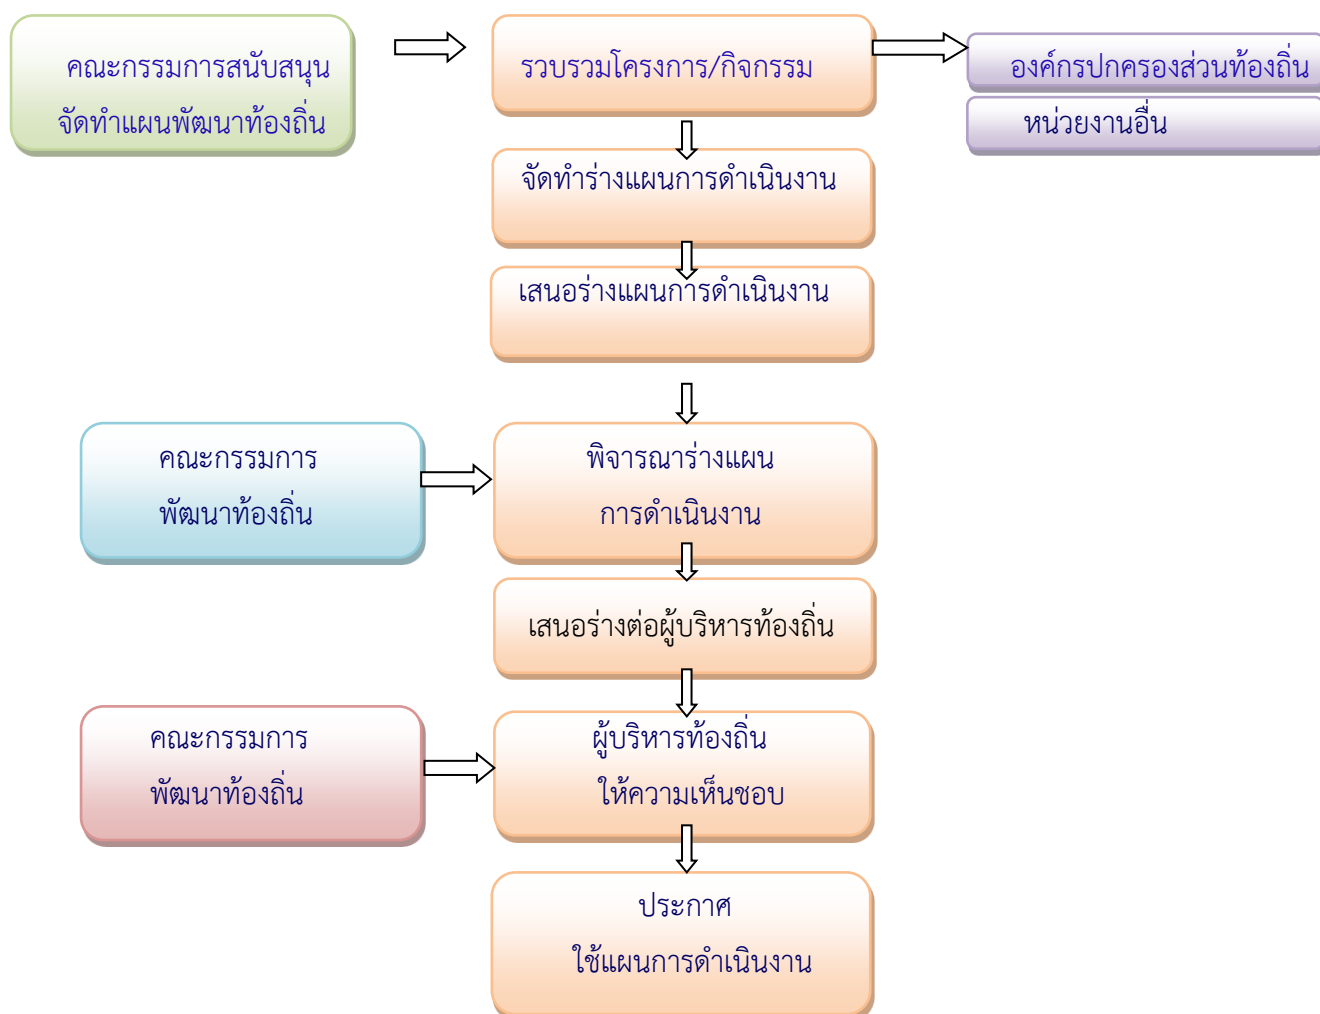 คณะกรรมการสนับสนุน
จัดทำแผนพัฒนาท้องถิ่น
รวบรวมโครงการ/กิจกรรม
องค์กรปกครองส่วนท้องถิ่น
หน่วยงานอื่น
จัดทำร่างแผนการดำเนินงาน
เสนอร่างแผนการดำเนินงาน
คณะกรรมการ
พัฒนาท้องถิ่น
พิจารณาร่างแผน
การดำเนินงาน
เสนอร่างต่อผู้บริหารท้องถิ่น
คณะกรรมการ
พัฒนาท้องถิ่น
ผู้บริหารท้องถิ่น
ให้ความเห็นชอบ
ประกาศ
ใช้แผนการดำเนินงาน